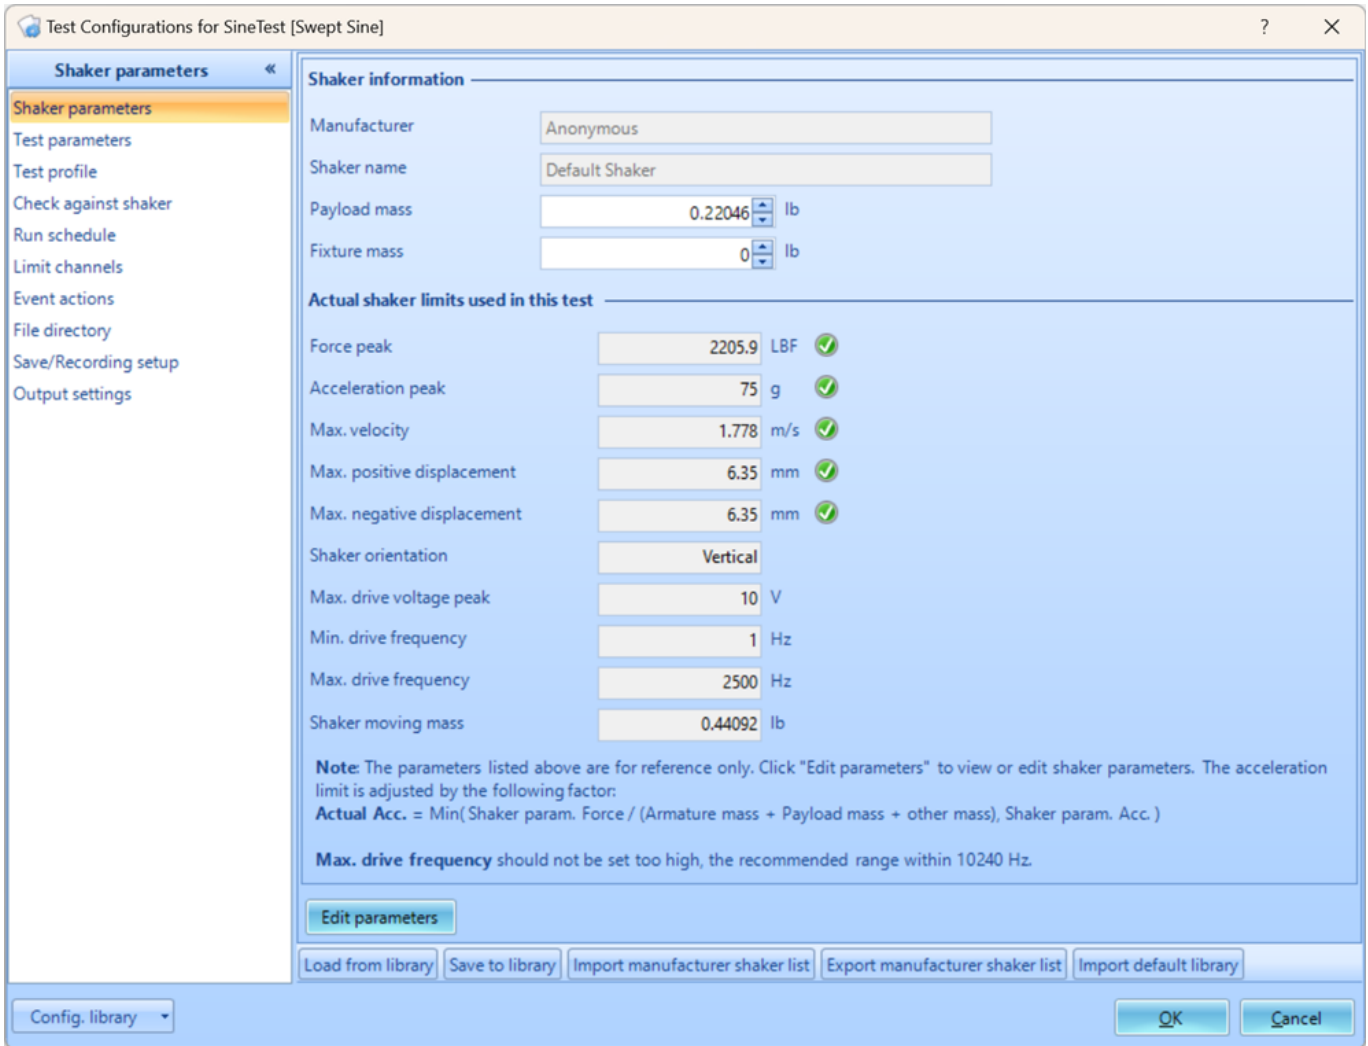 Test Configurations for SineTest [Swept Sine]
?
Shaker parameters
Shaker parameters
Test parameters
Test profile
Check against shaker
Run schedule
Limit channels
Event actions
File directory
Save/Recording setup
Output settings
Shaker information
Manufacturer Anonymous
Shaker name Default Shaker
Payload mass 0.22046 lb
Fixture mass 0 lb
Actual shaker limits used in this test
Force peak 2205.9 LBF
Acceleration peak 75 g
Max. velocity 1.778 m/s
Max. positive displacement 6.35 mm
Max. negative displacement 6.35 mm
Shaker orientation Vertical
Max. drive voltage peak 10 V
Min. drive frequency 1 Hz
Max. drive frequency 2500 Hz
Shaker moving mass 0.44092 lb
Note: The parameters listed above are for reference only. Click "Edit parameters" to view or edit shaker parameters. The acceleration
limit is adjusted by the following factor:
Actual Acc. = Min( Shaker param. Force / (Armature mass + Payload mass + other mass), Shaker param. Acc. )
Max. drive frequency should not be set too high, the recommended range within 10240 Hz.
Edit parameters
Load from library Save to library Import manufacturer shaker list Export manufacturer shaker list Import default library
Config. library OK Cancel